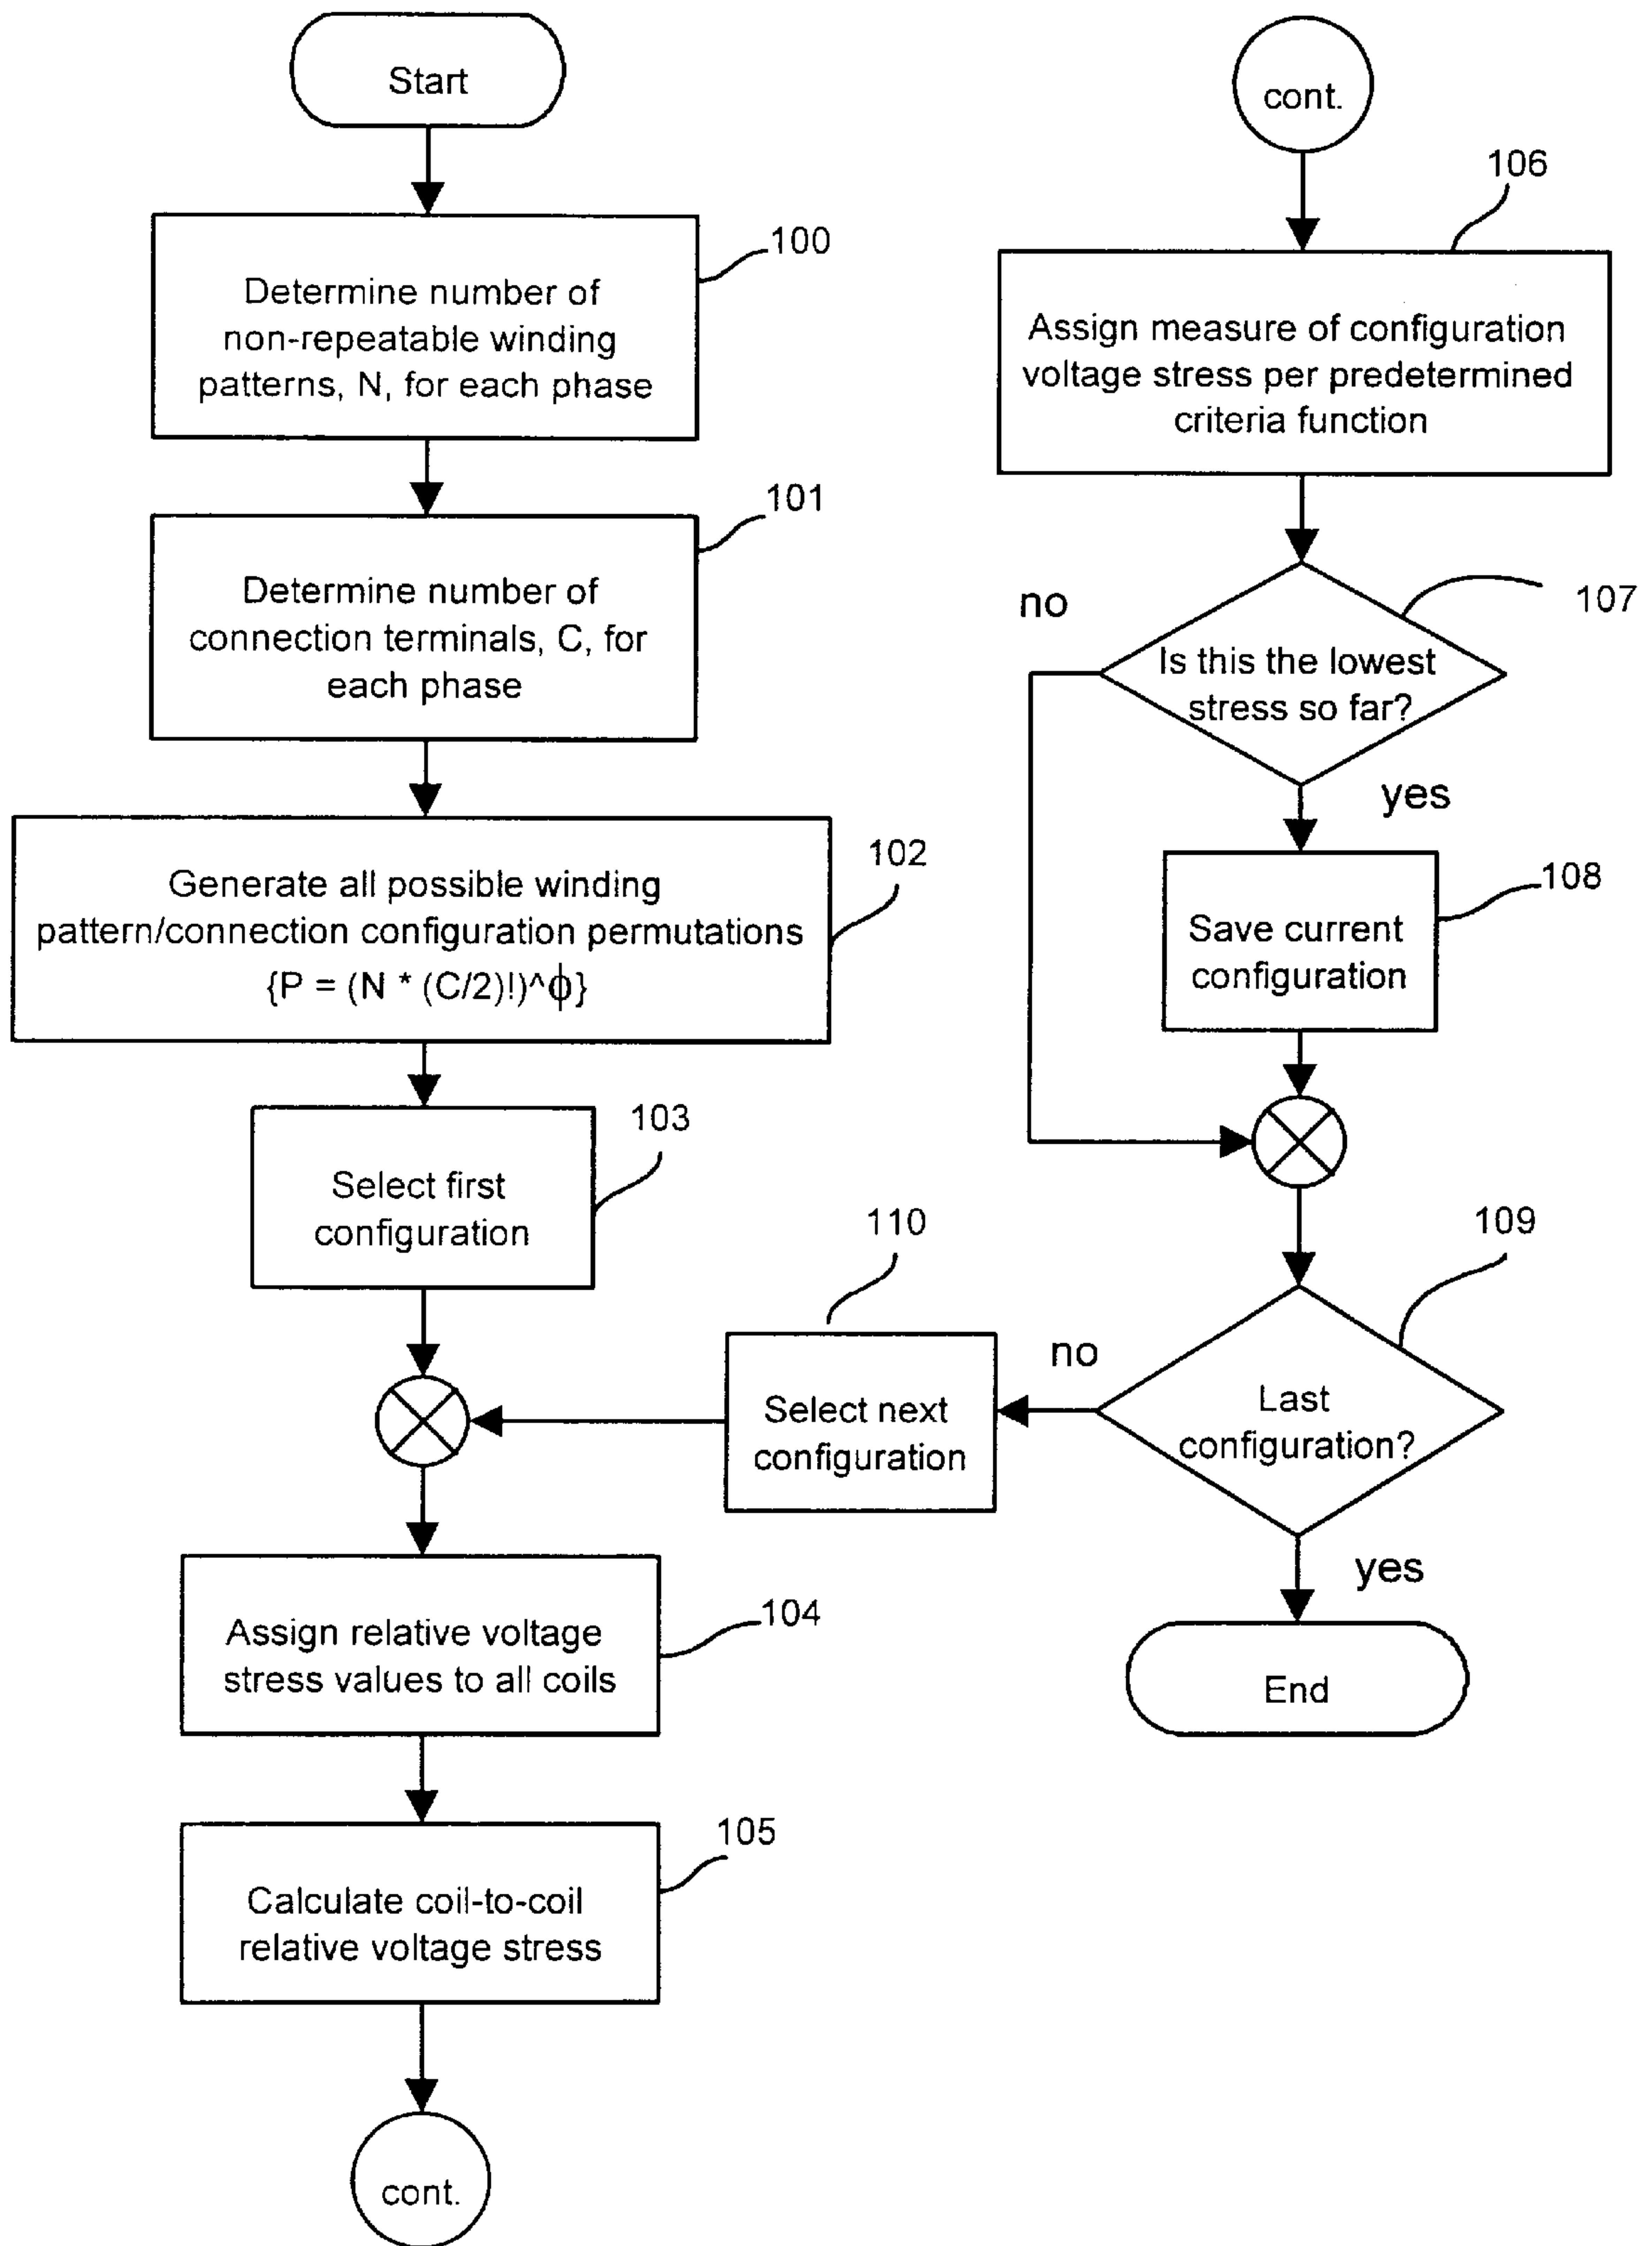 Start
100
Determine number of
non-repeatable winding
patterns, N, for each phase
101
Determine number of
connection terminals, C, for
each phase
102
Generate all possible winding
pattern/connection configuration permutations
{P = (N * (C/2)!)^ϕ}
103
Select first
configuration
110
Select next
configuration
104
Assign relative voltage
stress values to all coils
105
Calculate coil-to-coil
relative voltage stress
cont.
cont.
106
Assign measure of configuration
voltage stress per predetermined
criteria function
107
no
Is this the lowest
stress so far?
yes
108
Save current
configuration
109
no
Last
configuration?
yes
End